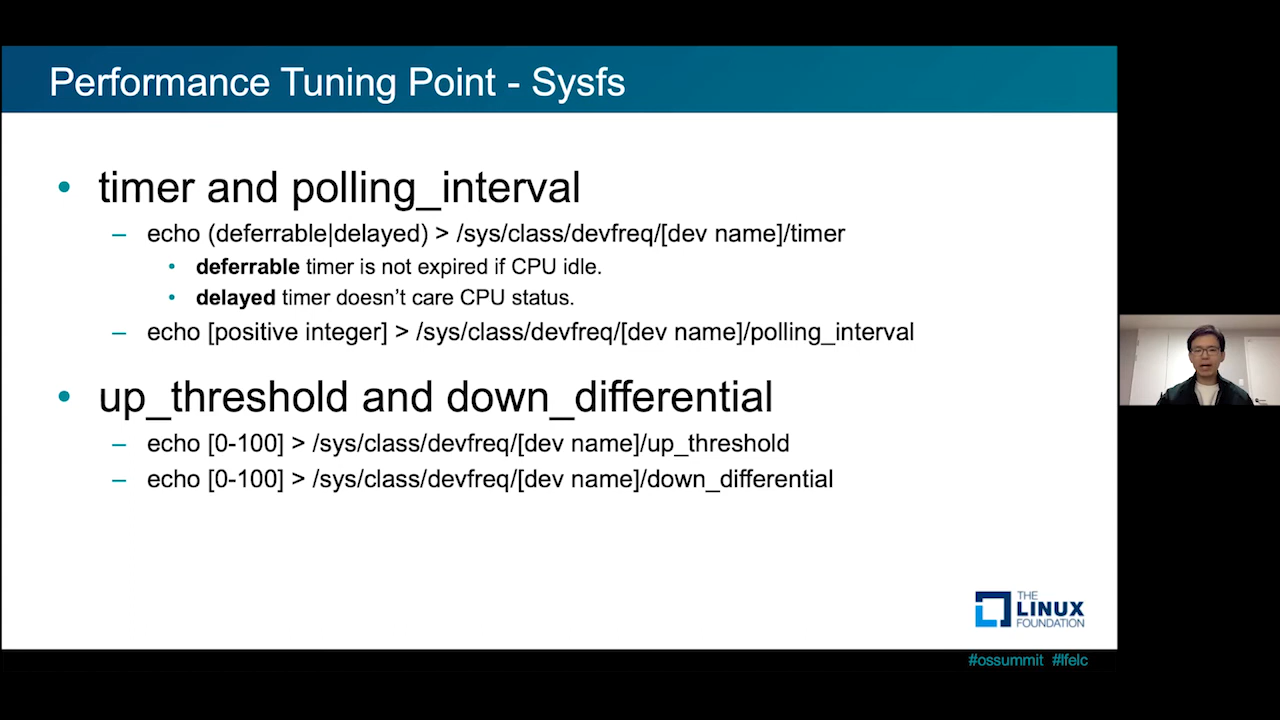 Performance Tuning Point - Sysfs
• timer and polling_interval
– echo (deferrable|delayed) > /sys/class/devfreq/[dev name]/timer
• deferrable timer is not expired if CPU idle.
• delayed timer doesn’t care CPU status.
– echo [positive integer] > /sys/class/devfreq/[dev name]/polling_interval
• up_threshold and down_differential
– echo [0-100] > /sys/class/devfreq/[dev name]/up_threshold
– echo [0-100] > /sys/class/devfreq/[dev name]/down_differential
THE
LINUX
FOUNDATION
#ossummit #lfelc